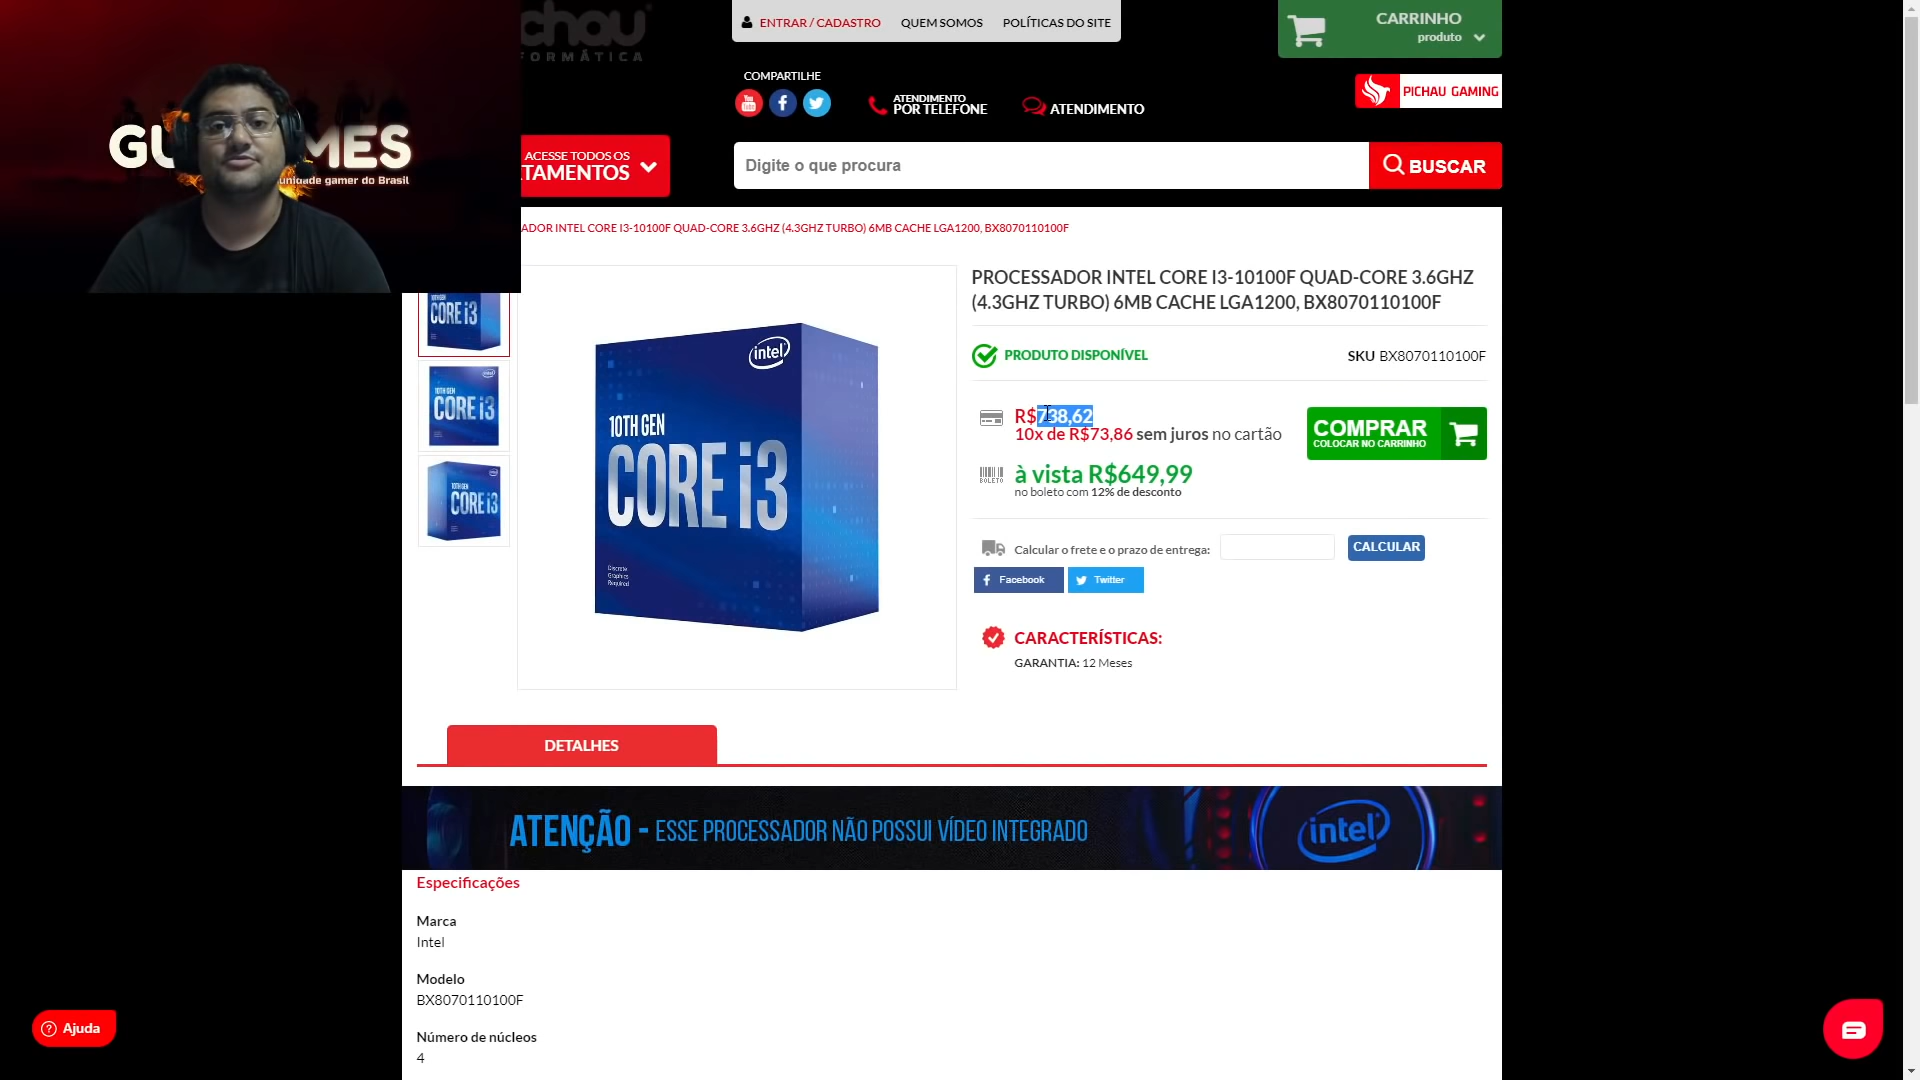 ENTRAR / CADASTRO
QUEM SOMOS
POLÍTICAS DO SITE
CARRINHO
produto
COMPARTILHE
ATENDIMENTO
POR TELEFONE
ATENDIMENTO
PICHAU GAMING
ACESSE TODOS OS
TAMENTOS
Digite o que procura
BUSCAR
MES
unidade gamer do Brasil
ADOR INTEL CORE I3-10100F QUAD-CORE 3.6GHZ (4.3GHZ TURBO) 6MB CACHE LGA1200, BX8070110100F
PROCESSADOR INTEL CORE I3-10100F QUAD-CORE 3.6GHZ
(4.3GHZ TURBO) 6MB CACHE LGA1200, BX8070110100F
PRODUTO DISPONÍVEL
SKU BX8070110100F
R$738,62
10x de R$73,86 sem juros no cartão
COMPRAR
COLOCAR NO CARRINHO
BOLETO
à vista R$649,99
no boleto com 12% de desconto
Calcular o frete e o prazo de entrega:
CALCULAR
Facebook
Twitter
CARACTERÍSTICAS:
GARANTIA: 12 Meses
intel
10TH GEN
CORE i3
Discrete
Graphics
Required
CORE i3
10TH GEN
CORE i3
10TH GEN
CORE i3
DETALHES
ATENÇÃO - ESSE PROCESSADOR NÃO POSSUI VÍDEO INTEGRADO
intel
Especificações
Marca
Intel
Modelo
BX8070110100F
Número de núcleos
4
Ajuda